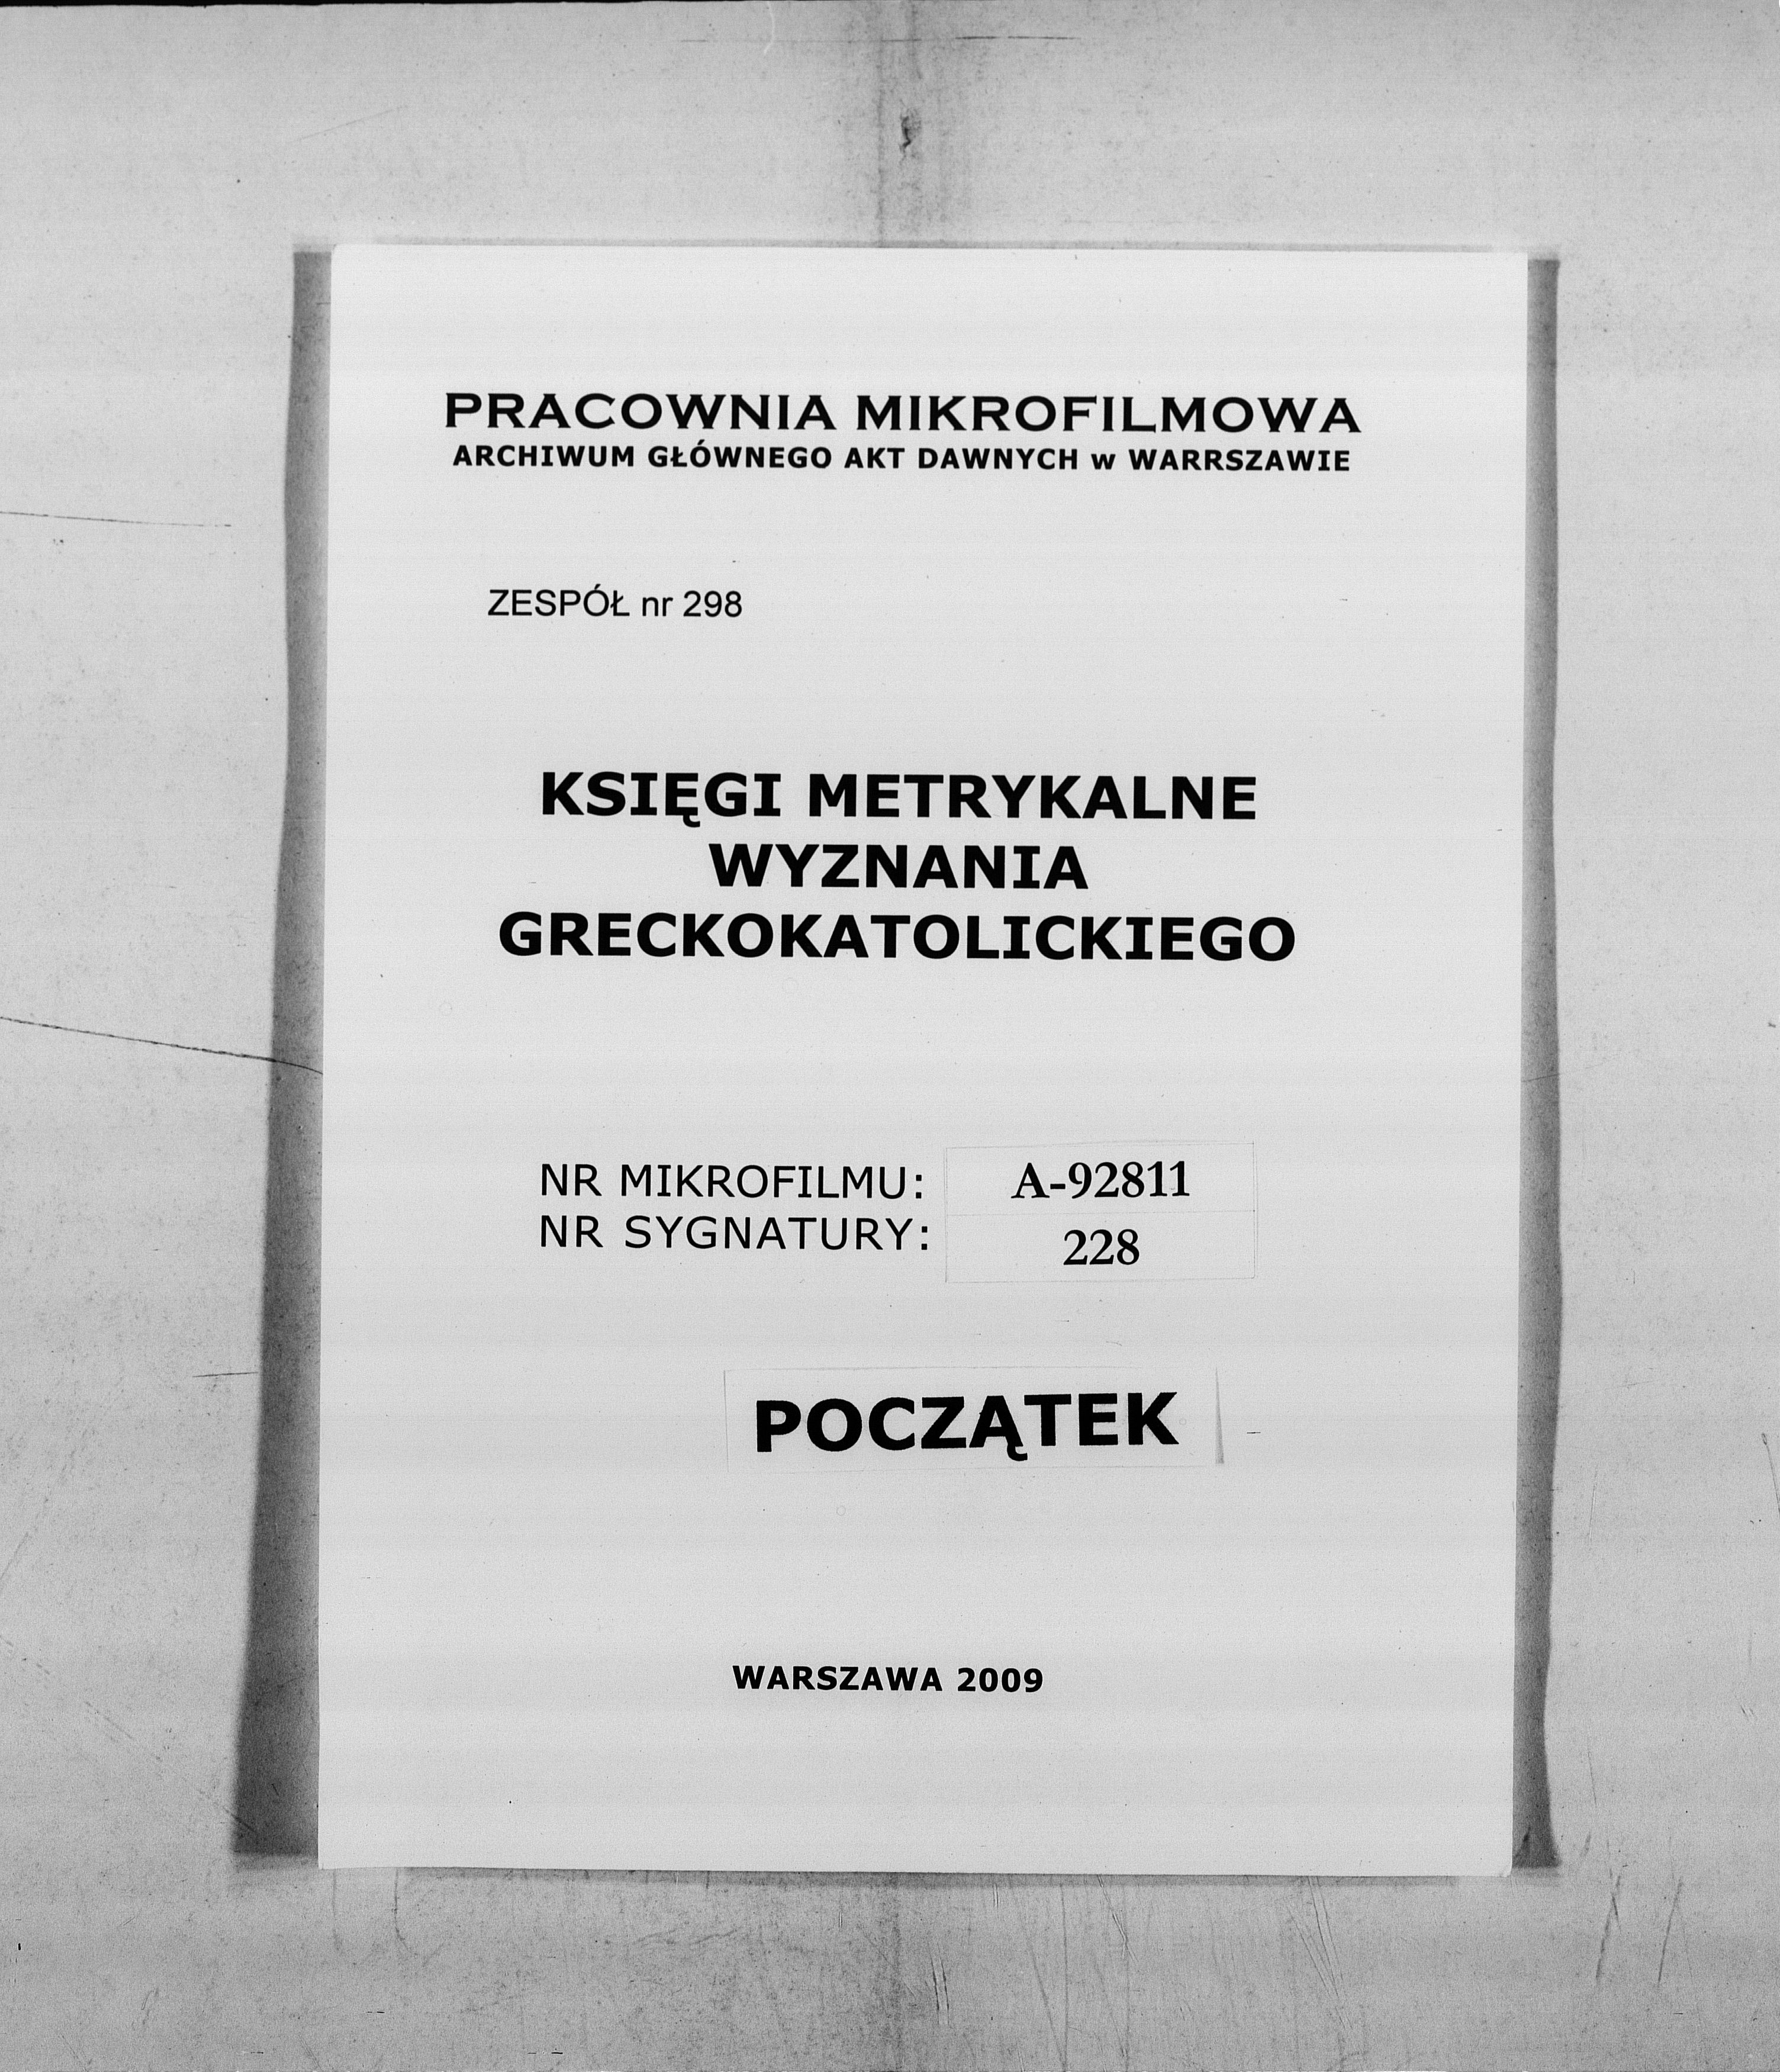 PRACOWNIA MIKROFILMOWA
ARCHIWUM GŁÓWNEGO AKT DAWNYCH w WARRSZAWIE
ZESPÓŁ nr 298
KSIĘGI METRYKALNE
WYZNANIA
GRECKOKATOLICKIEGO
NR MIKROFILMU: A-92811
NR SYGNATURY: 228
POCZĄTEK
WARSZAWA 2009